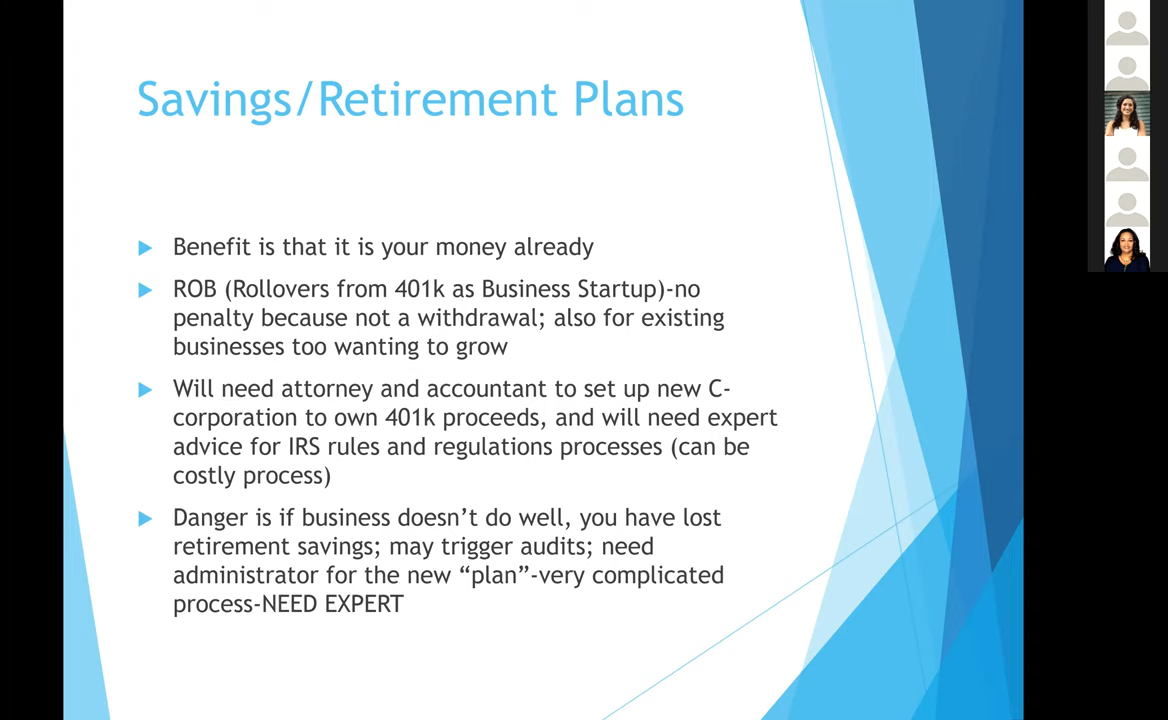 Savings/Retirement Plans
Benefit is that it is your money already
ROB (Rollovers from 401k as Business Startup)-no
penalty because not a withdrawal; also for existing
businesses too wanting to grow
Will need attorney and accountant to set up new C-
corporation to own 401k proceeds, and will need expert
advice for IRS rules and regulations processes (can be
costly process)
Danger is if business doesn’t do well, you have lost
retirement savings; may trigger audits; need
administrator for the new “plan”-very complicated
process-NEED EXPERT